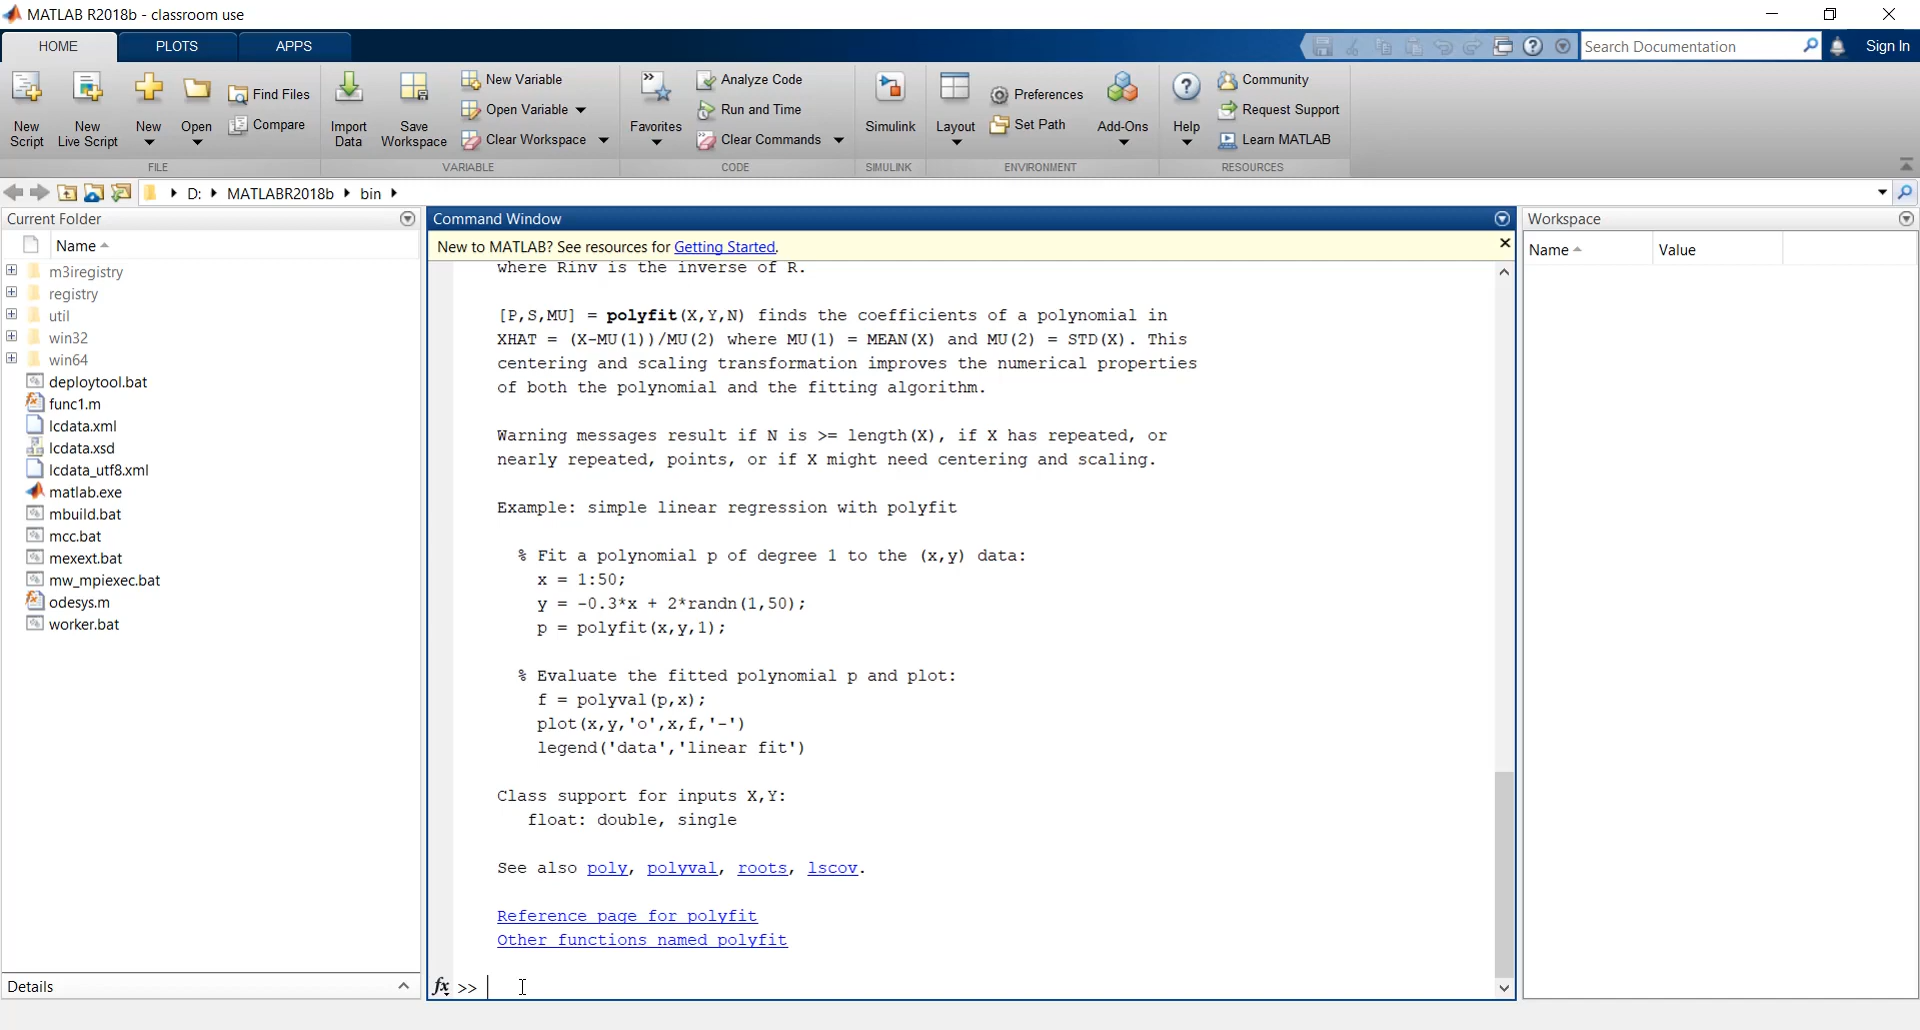 MATLAB R2018b - classroom use
HOME
PLOTS
APPS
Search Documentation
Sign In
New Script
New Live Script
New
Open
Find Files
Compare
FILE
Import Data
Save Workspace
New Variable
Open Variable
Clear Workspace
VARIABLE
Favorites
Analyze Code
Run and Time
Clear Commands
CODE
Simulink
SIMULINK
Layout
Preferences
Set Path
Add-Ons
ENVIRONMENT
Help
Community
Request Support
Learn MATLAB
RESOURCES
D: MATLABR2018b bin
Current Folder
Name
m3iregistry
registry
util
win32
win64
deploytool.bat
func1.m
lcdata.xml
lcdata.xsd
lcdata_utf8.xml
matlab.exe
mbuild.bat
mcc.bat
mexext.bat
mw_mpiexec.bat
odesys.m
worker.bat
Details
Command Window
New to MATLAB? See resources for Getting Started.
where Rinv is the inverse of R.
[P,S,MU] = polyfit(X,Y,N) finds the coefficients of a polynomial in
XHAT = (X-MU(1))/MU(2) where MU(1) = MEAN(X) and MU(2) = STD(X). This
centering and scaling transformation improves the numerical properties
of both the polynomial and the fitting algorithm.
Warning messages result if N is >= length(X), if X has repeated, or
nearly repeated, points, or if X might need centering and scaling.
Example: simple linear regression with polyfit
% Fit a polynomial p of degree 1 to the (x,y) data:
x = 1:50;
y = -0.3*x + 2*randn(1,50);
p = polyfit(x,y,1);
% Evaluate the fitted polynomial p and plot:
f = polyval(p,x);
plot(x,y,'o',x,f,'-')
legend('data','linear fit')
Class support for inputs X,Y:
float: double, single
See also poly, polyval, roots, lscov.
Reference page for polyfit
Other functions named polyfit
fx >>
Workspace
Name
Value